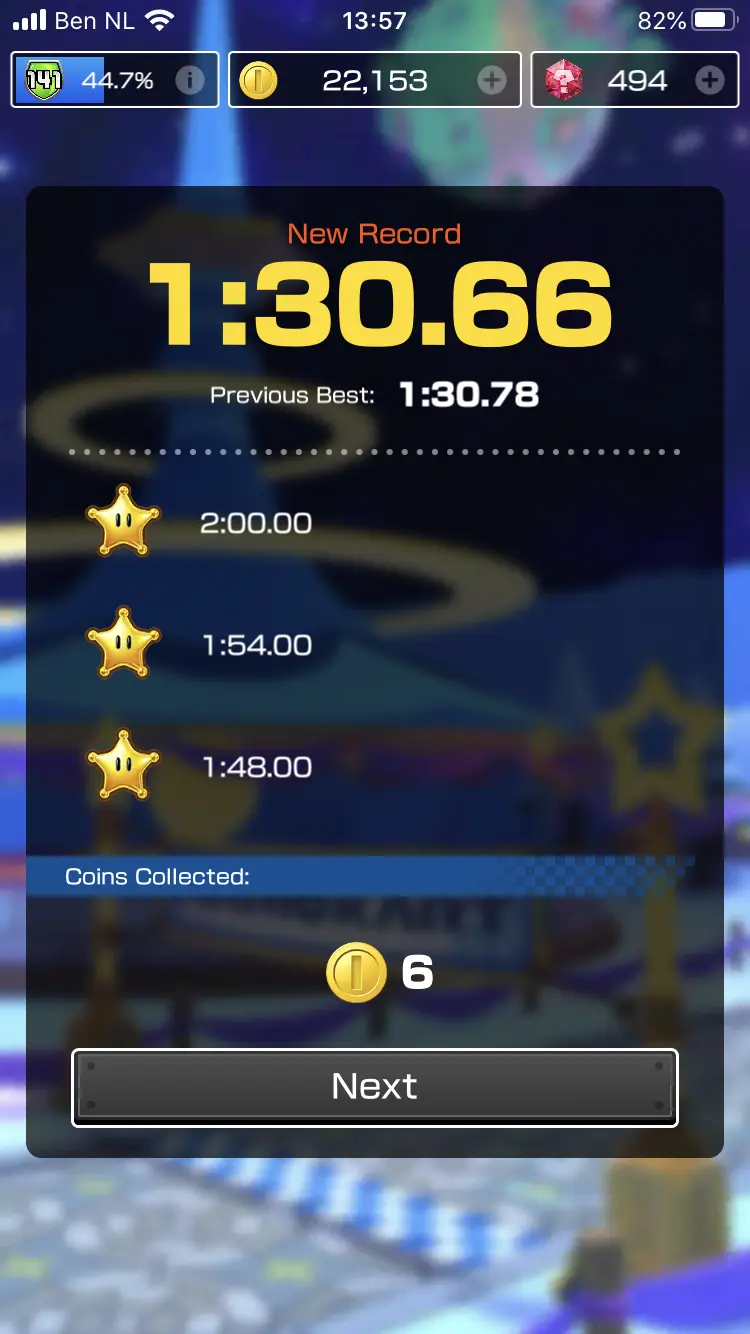 Ben NL 13:57 82%
141 44.7% i 22,153 + 494 +
New Record
1:30.66
Previous Best: 1:30.78
2:00.00
1:54.00
1:48.00
Coins Collected:
6
Next